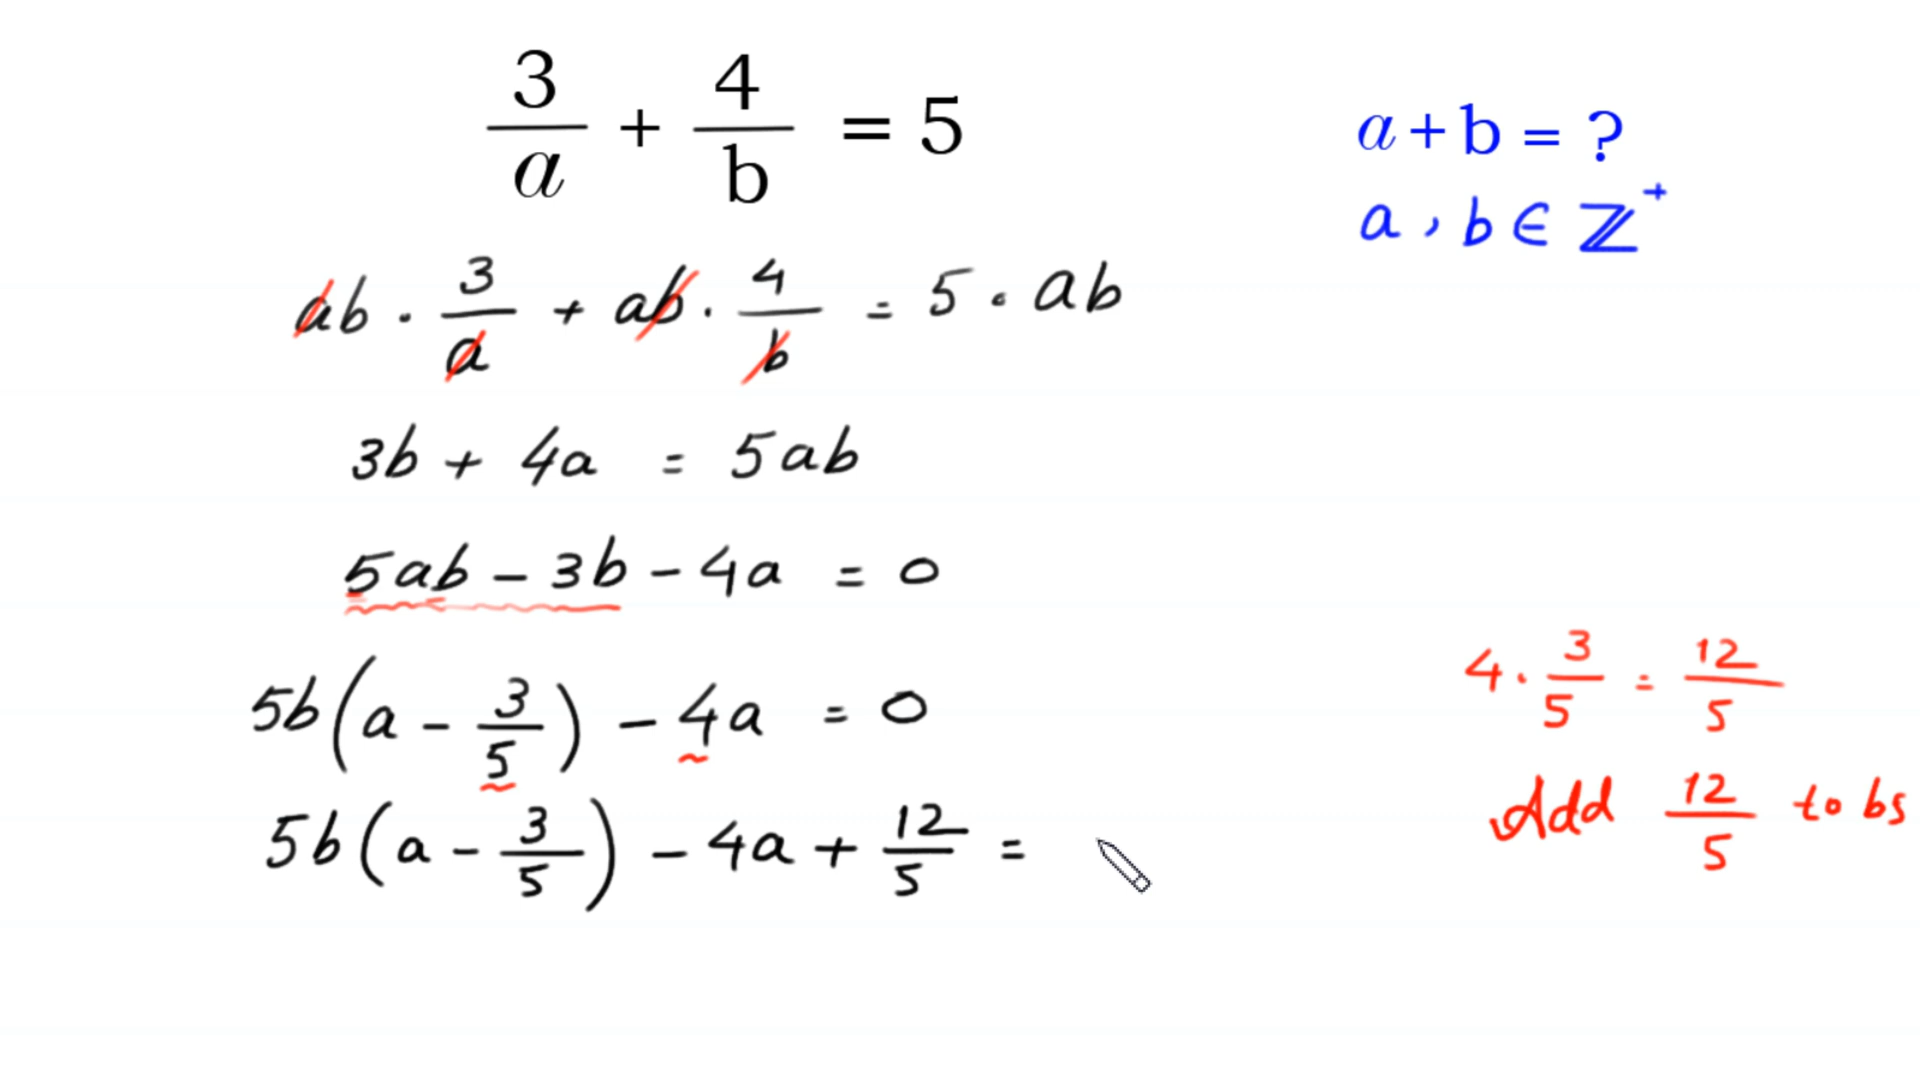 3/a + 4/b = 5
a + b = ?
a , b ∈ ℤ⁺
ab · 3/a + ab · 4/b = 5 · ab
3b + 4a = 5ab
5ab - 3b - 4a = 0
5b(a - 3/5) - 4a = 0
4 · 3/5 = 12/5
5b(a - 3/5) - 4a + 12/5 =
Add 12/5 to bs